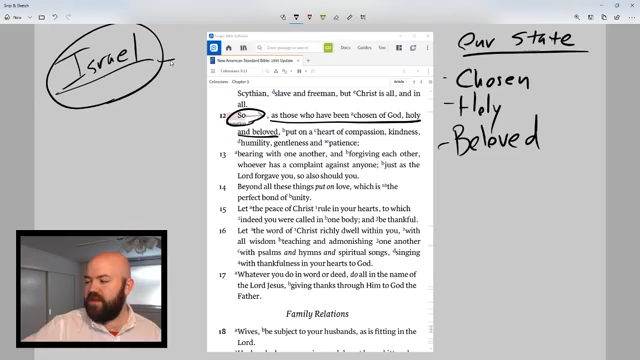 Snip & Sketch
Israel
Our State
- Chosen
- Holy
- Beloved
Go
Guides
Tools
New American Standard Bible: 1995 Update
Colossians 3:11
Colossians
Chapter 3
Scythian, slave and freeman, but Christ is all, and in
all.
12 So, as those who have been chosen of God, holy
and beloved, put on a heart of compassion, kindness,
humility, gentleness and patience;
13 bearing with one another, and forgiving each other,
whoever has a complaint against anyone; just as the
Lord forgave you, so also should you.
14 Beyond all these things put on love, which is the
perfect bond of unity.
15 Let the peace of Christ rule in your hearts, to which
indeed you were called in one body; and be thankful.
16 Let the word of Christ richly dwell within you, with
all wisdom teaching and admonishing one another
with psalms and hymns and spiritual songs, singing
with thankfulness in your hearts to God.
17 Whatever you do in word or deed, do all in the name of
the Lord Jesus, giving thanks through Him to God the
Father.
Family Relations
18 Wives, be subject to your husbands, as is fitting in the
Lord.